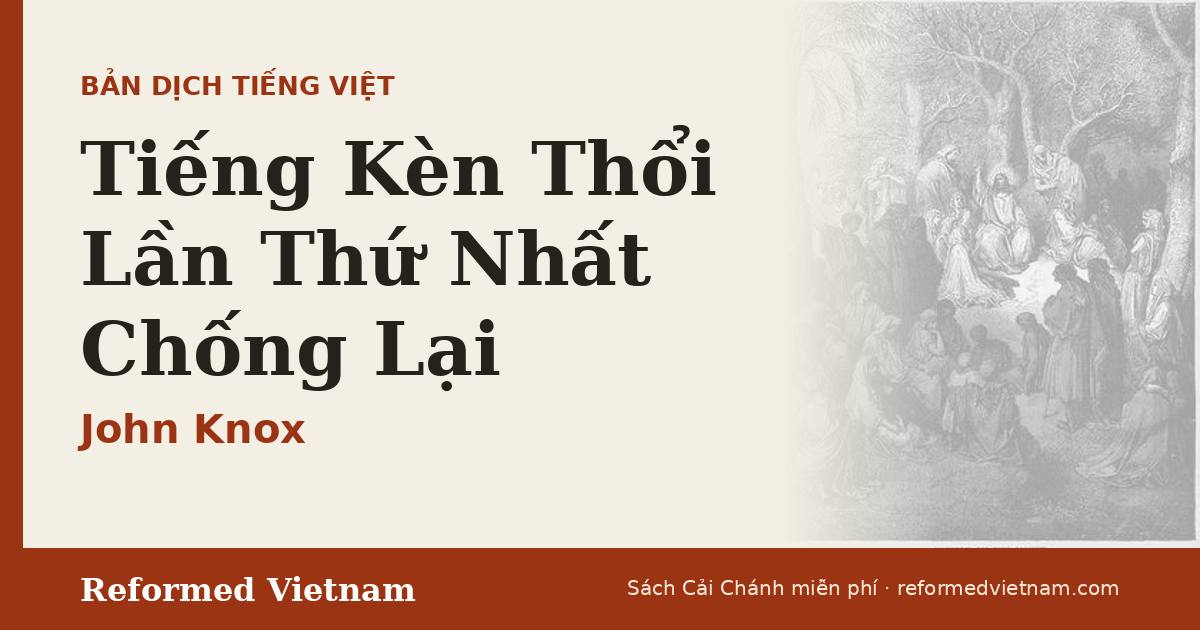 BẢN DỊCH TIẾNG VIỆT
Tiếng Kèn Thổi
Lần Thứ Nhất
Chống Lại
John Knox
Reformed Vietnam
Sách Cải Chánh miễn phí · reformedvietnam.com